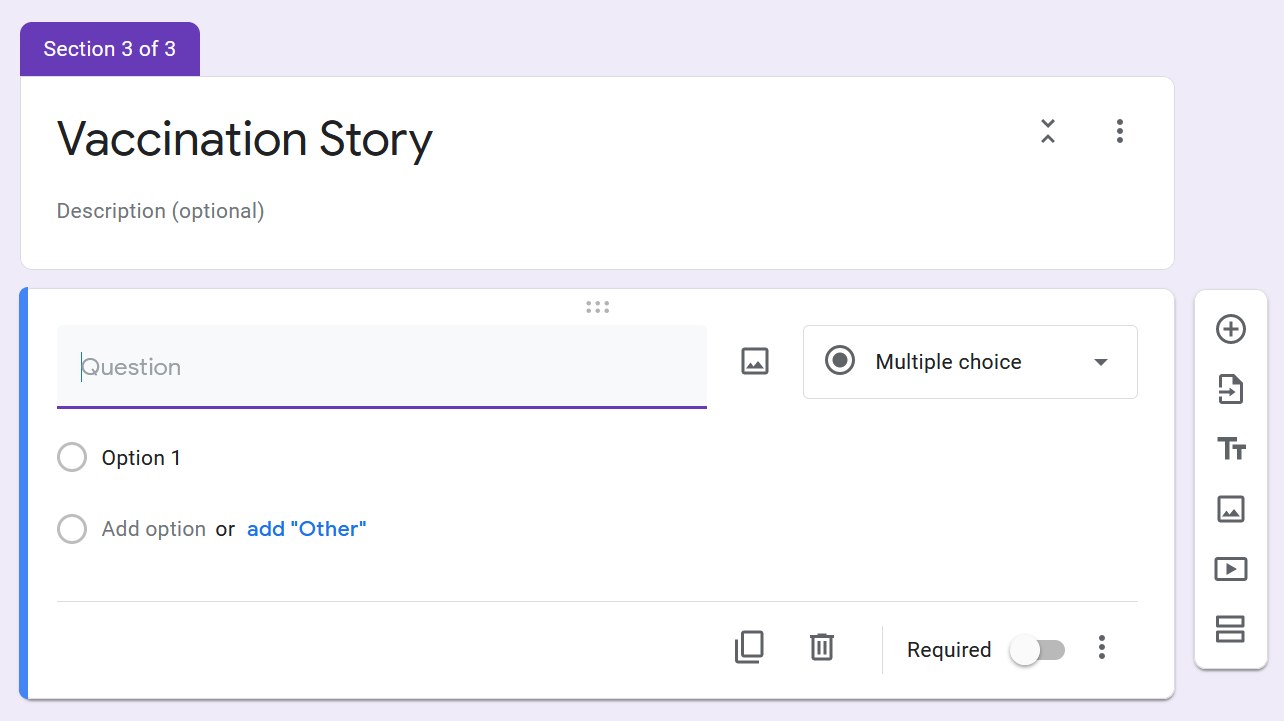 Section 3 of 3
Vaccination Story
Description (optional)
Question
Multiple choice
Option 1
Add option or add "Other"
Required